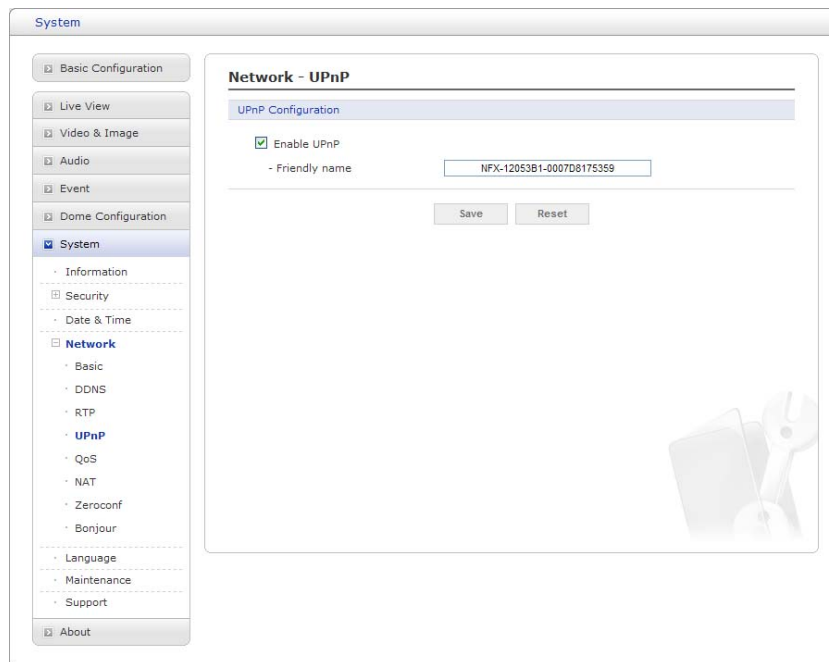 System
Basic Configuration
Live View
Video & Image
Audio
Event
Dome Configuration
System
Information
Security
Date & Time
Network
Basic
DDNS
RTP
UPnP
QoS
NAT
Zeroconf
Bonjour
Language
Maintenance
Support
About
Network - UPnP
UPnP Configuration
Enable UPnP
- Friendly name NFX-12053B1-0007D8175359
Save Reset